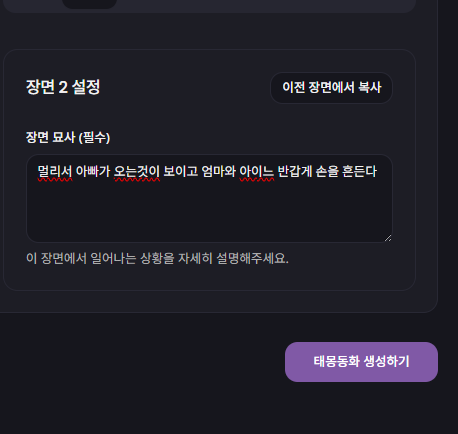 장면 2 설정
이전 장면에서 복사
장면 묘사 (필수)
멀리서 아빠가 오는것이 보이고 엄마와 아이느 반갑게 손을 흔든다
이 장면에서 일어나는 상황을 자세히 설명해주세요.
태몽동화 생성하기